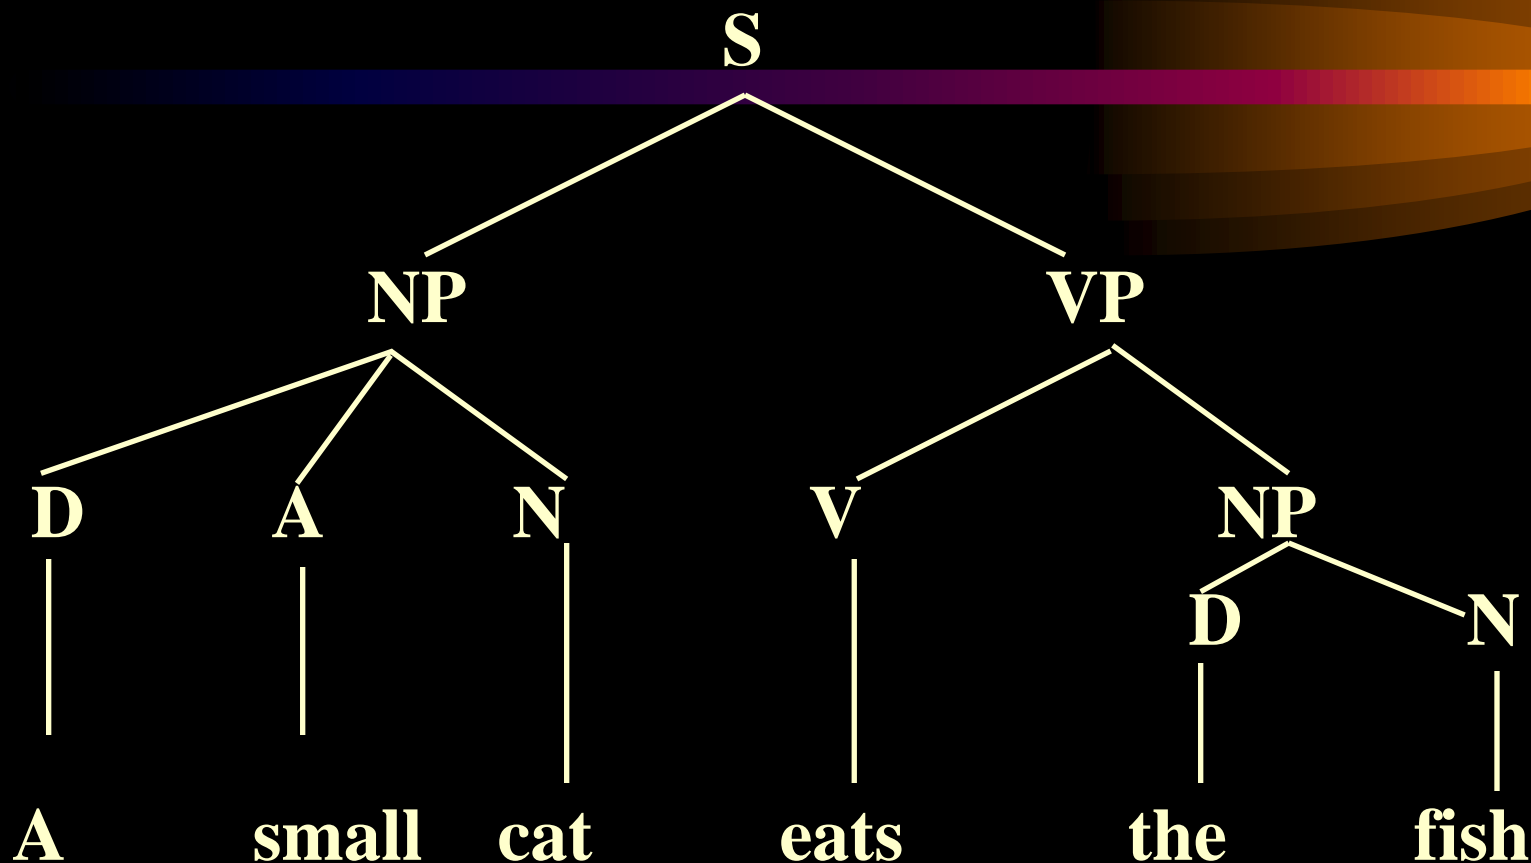 S
NP VP
D A N V NP
D N
A small cat eats the fish